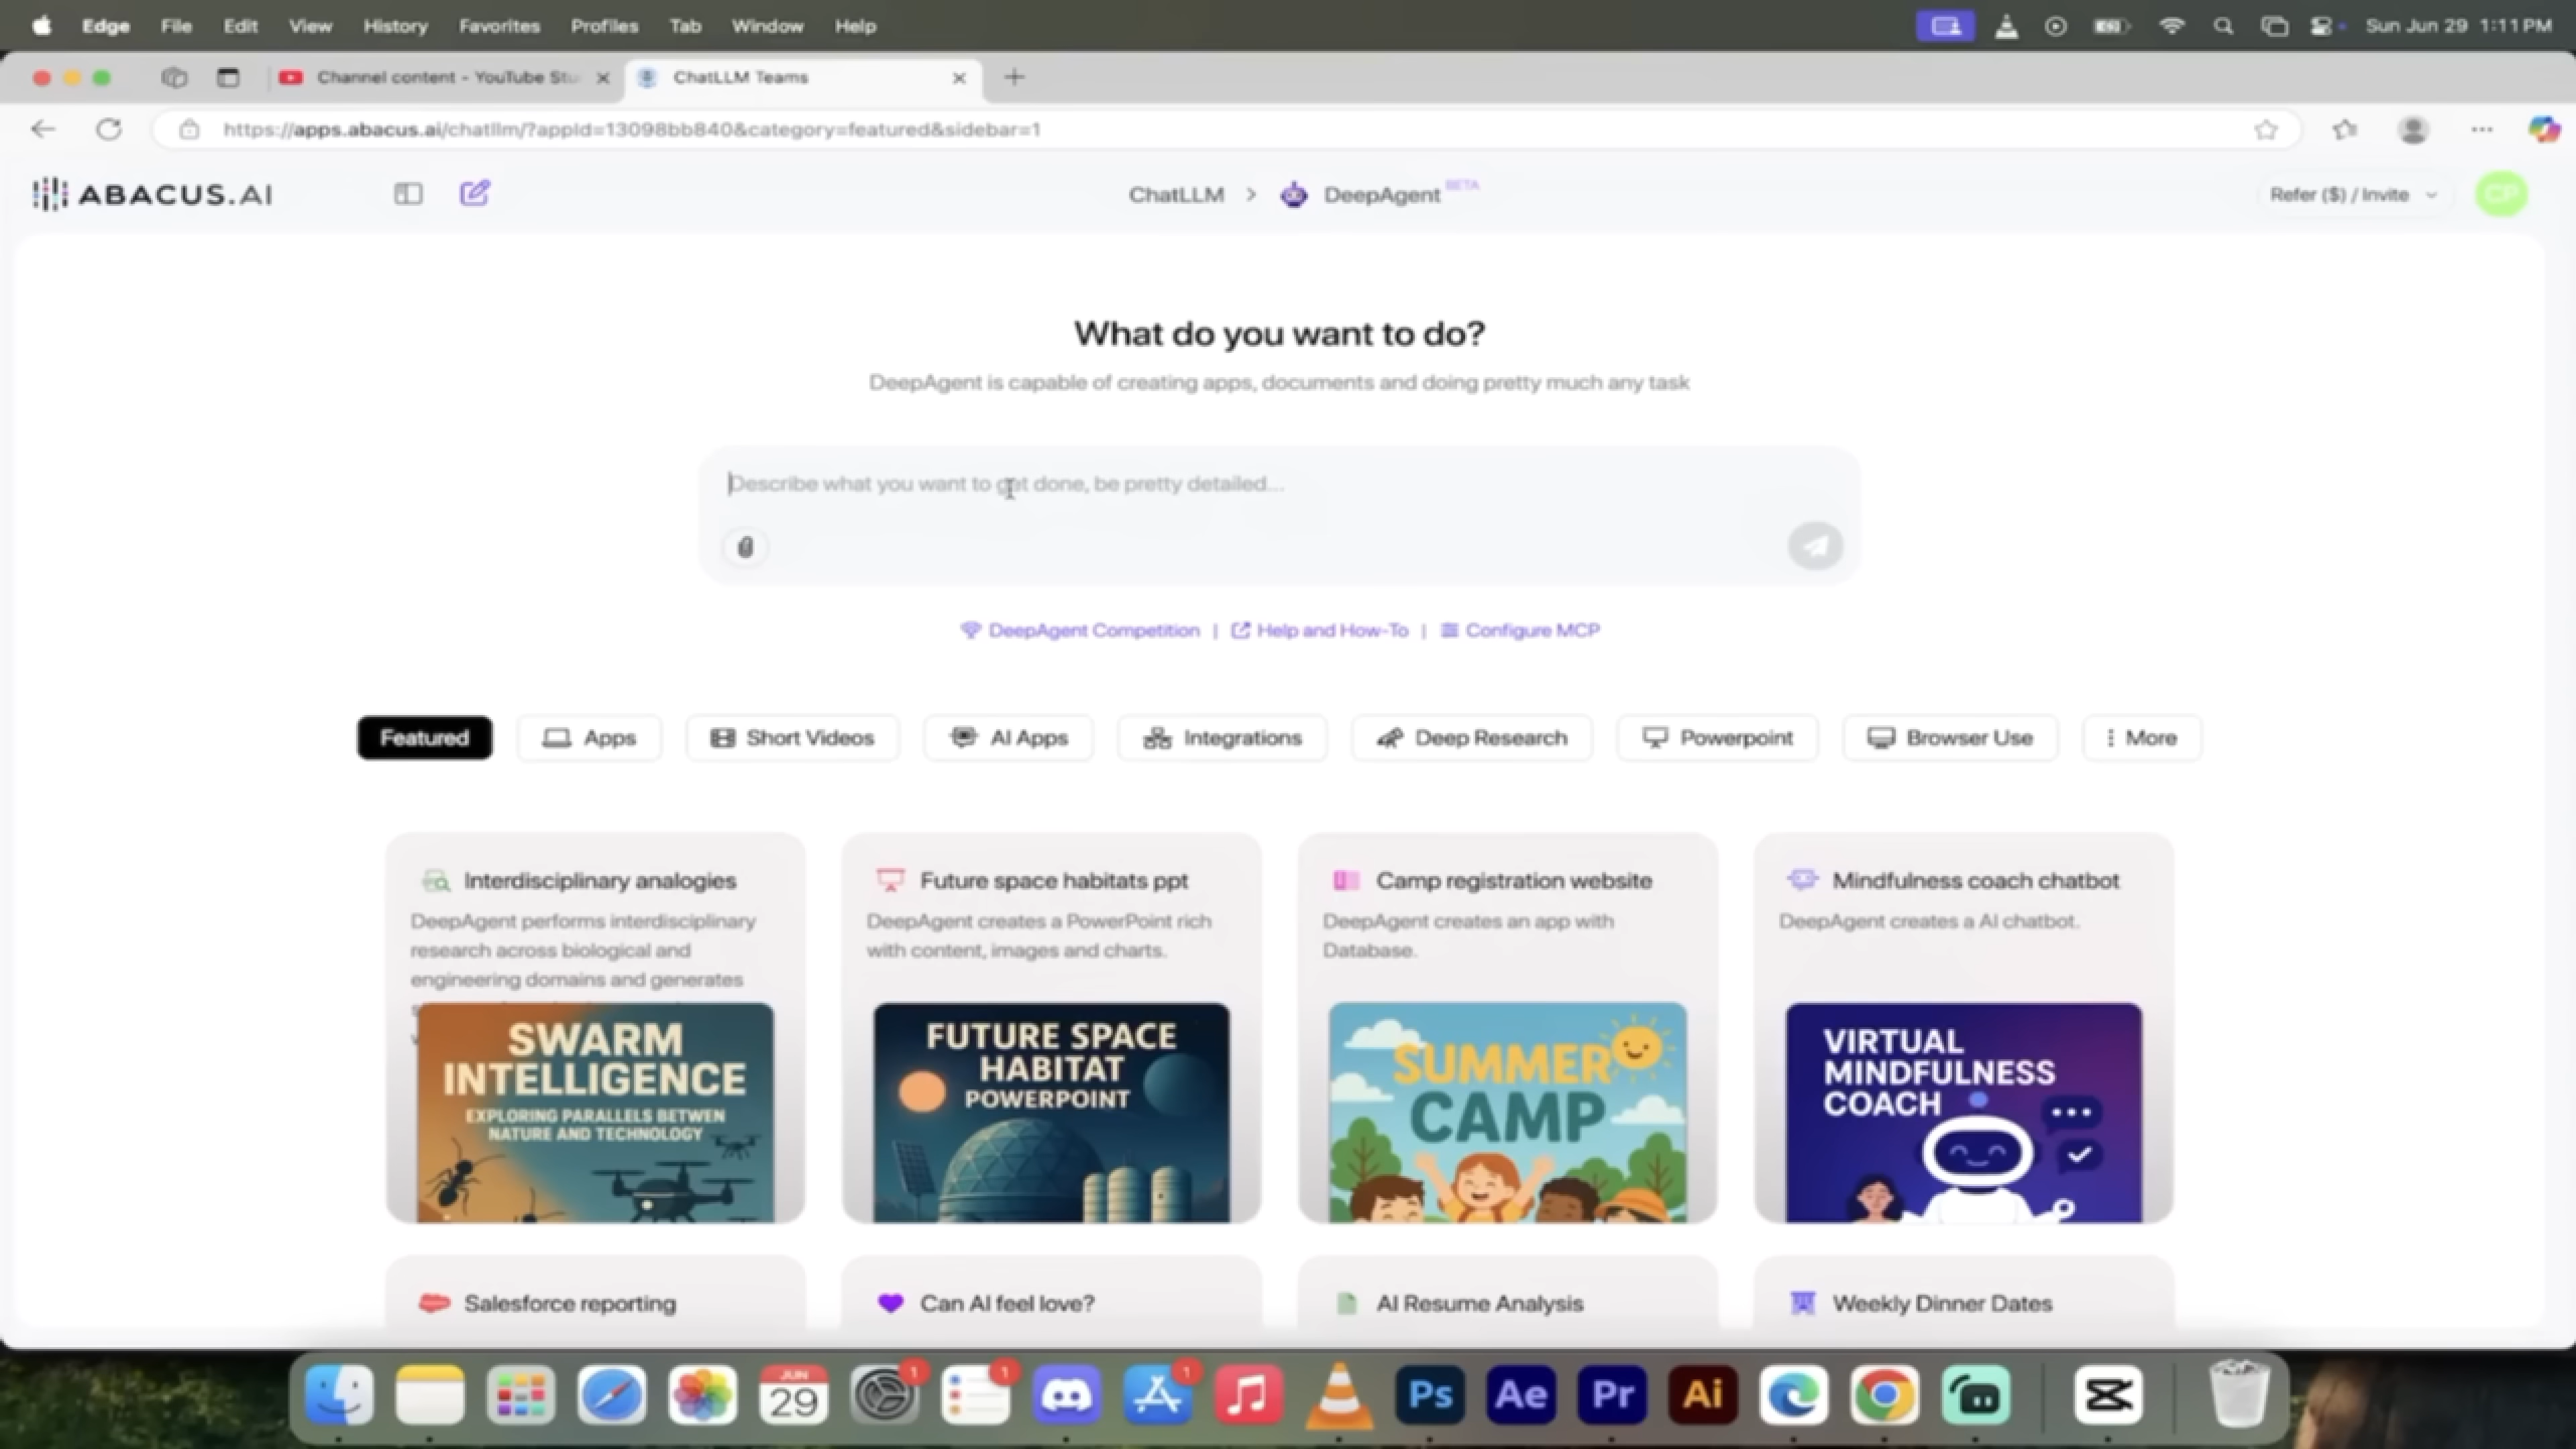 Edge File Edit View History Favorites Profiles Tab Window Help Sun Jun 29 1:11 PM
Channel content - YouTube Stu ChatLLM Teams
https://apps.abacus.ai/chatllm/?appId=13098bb840&category=featured&sidebar=1
ABACUS.AI ChatLLM > DeepAgent BETA Refer ($) / Invite CP
What do you want to do?
DeepAgent is capable of creating apps, documents and doing pretty much any task
Describe what you want to get done, be pretty detailed...
DeepAgent Competition | Help and How-To | Configure MCP
Featured Apps Short Videos AI Apps Integrations Deep Research Powerpoint Browser Use More
Interdisciplinary analogies
DeepAgent performs interdisciplinary
research across biological and
engineering domains and generates
SWARM
INTELLIGENCE
EXPLORING PARALLELS BETWEN
NATURE AND TECHNOLOGY
Future space habitats ppt
DeepAgent creates a PowerPoint rich
with content, images and charts.
FUTURE SPACE
HABITAT
POWERPOINT
Camp registration website
DeepAgent creates an app with
Database.
SUMMER
CAMP
Mindfulness coach chatbot
DeepAgent creates a AI chatbot.
VIRTUAL
MINDFULNESS
COACH
Salesforce reporting
Can AI feel love?
AI Resume Analysis
Weekly Dinner Dates
JUN
29
1
1
1
Ps Ae Pr Ai